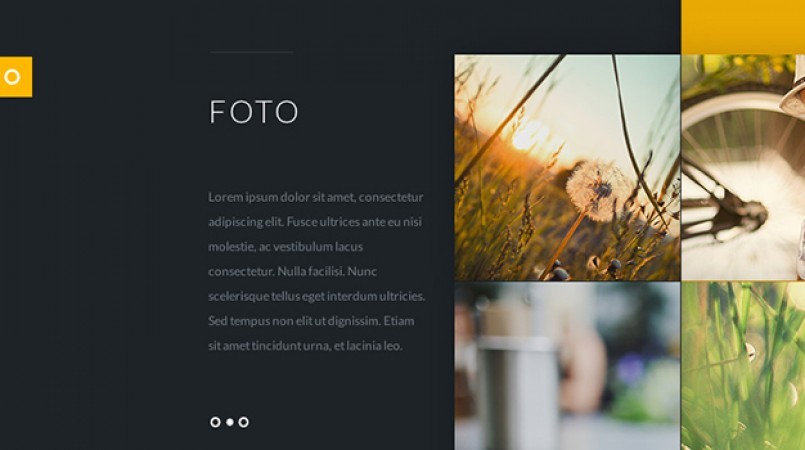 FOTO
Lorem ipsum dolor sit amet, consectetur
adipiscing elit. Fusce ultrices ante eu nisi
molestie, ac vestibulum lacus
consectetur. Nulla facilisi. Nunc
scelerisque tellus eget interdum ultricies.
Sed tempus non elit ut dignissim. Etiam
sit amet tincidunt urna, et lacinia leo.